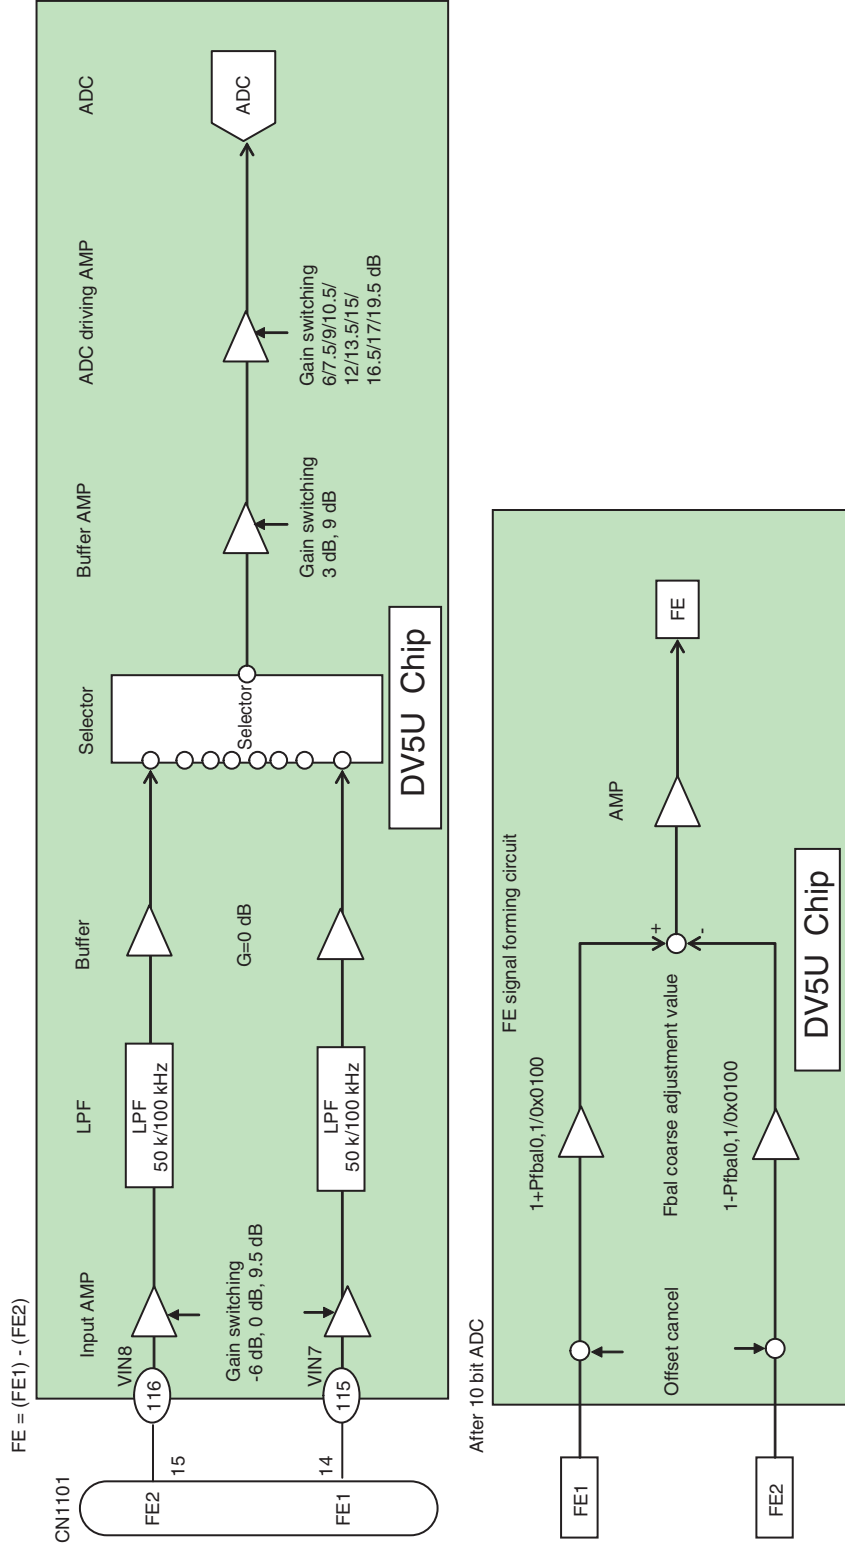 FE = (FE1) - (FE2)
CN1101
FE2
15
FE1
14
116
VIN8
115
VIN7
Input AMP
Gain switching
-6 dB, 0 dB, 9.5 dB
LPF
LPF
50 k/100 kHz
LPF
50 k/100 kHz
Buffer
G=0 dB
Selector
Selector
DV5U Chip
Buffer AMP
Gain switching
3 dB, 9 dB
ADC driving AMP
Gain switching
6/7.5/9/10.5/
12/13.5/15/
16.5/17/19.5 dB
ADC
ADC
After 10 bit ADC
FE1
FE2
Offset cancel
1+Pfbal0,1/0x0100
Fbal coarse adjustment value
1-Pfbal0,1/0x0100
FE signal forming circuit
+
-
AMP
FE
DV5U Chip